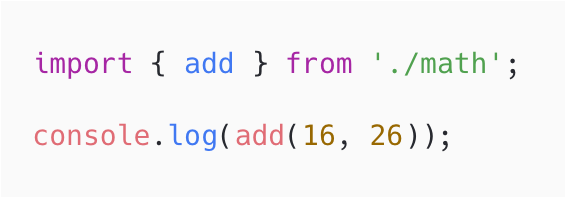 import { add } from './math';
console.log(add(16, 26));